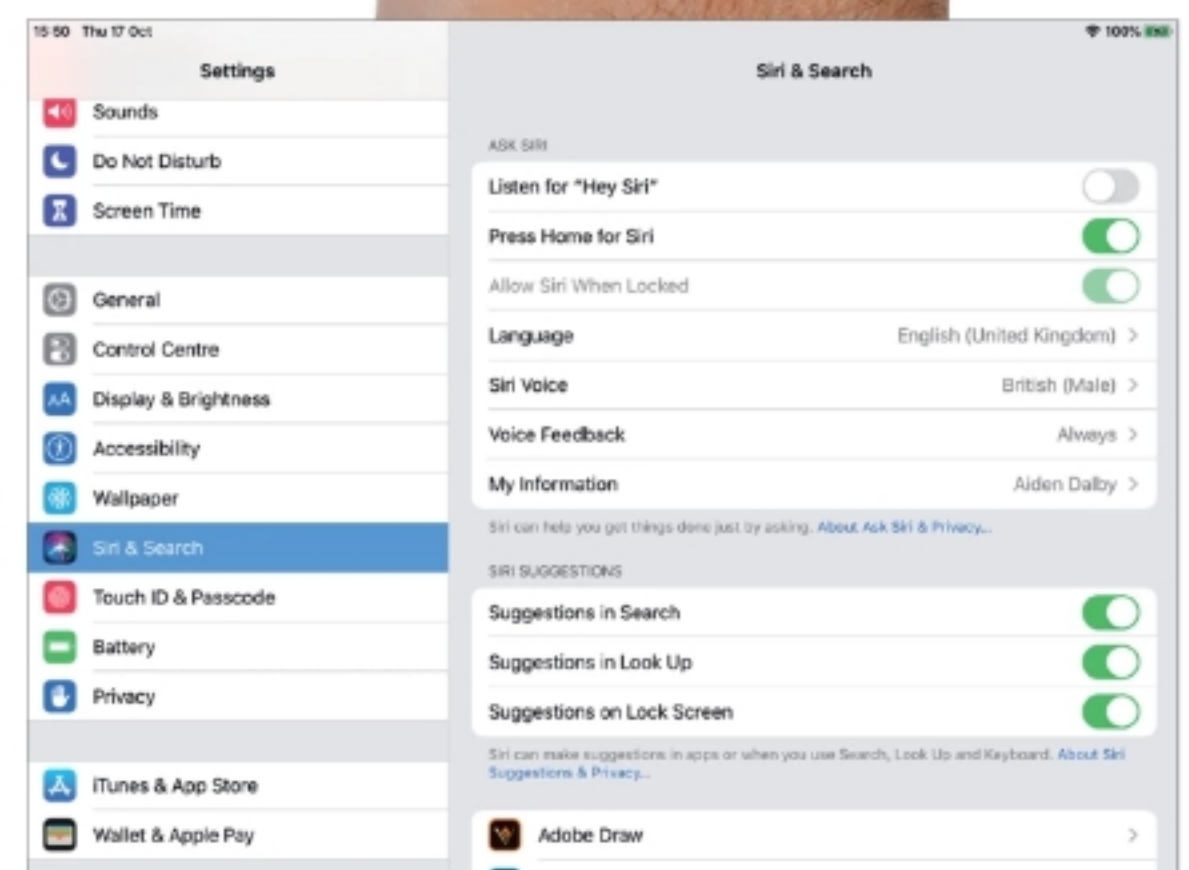 15:50 Thu 17 Oct
100%
Settings
Sounds
Do Not Disturb
Screen Time
General
Control Centre
Display & Brightness
AA
Accessibility
Wallpaper
Siri & Search
Touch ID & Passcode
Battery
Privacy
iTunes & App Store
Wallet & Apple Pay
Siri & Search
ASK SIRI
Listen for "Hey Siri"
Press Home for Siri
Allow Siri When Locked
Language English (United Kingdom) >
Siri Voice British (Male) >
Voice Feedback Always >
My Information Aiden Dalby >
Siri can help you get things done just by asking. About Ask Siri & Privacy...
SIRI SUGGESTIONS
Suggestions in Search
Suggestions in Look Up
Suggestions on Lock Screen
Siri can make suggestions in apps or when you use Search, Look Up and Keyboard. About Siri
Suggestions & Privacy...
Adobe Draw >